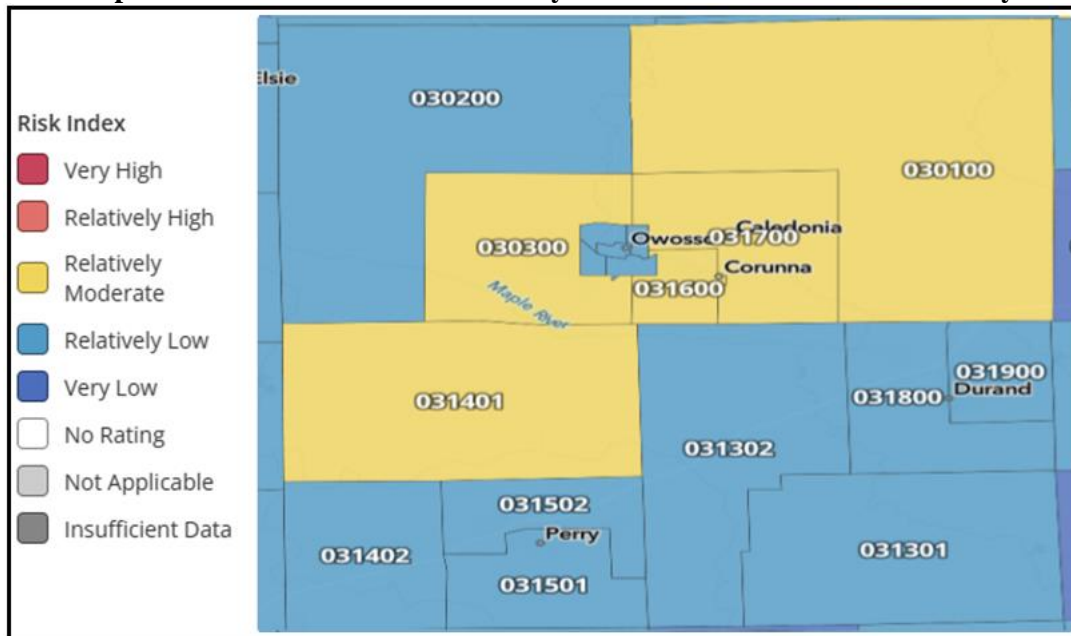 Risk Index
Very High
Relatively High
Relatively
Moderate
Relatively Low
Very Low
No Rating
Not Applicable
Insufficient Data
Elsie
030200
030100
030300
031700
Caledonia
Corunna
031600
Maple River
031401
031900
Durand
031800
031302
031502
Perry
031402
031501
031301